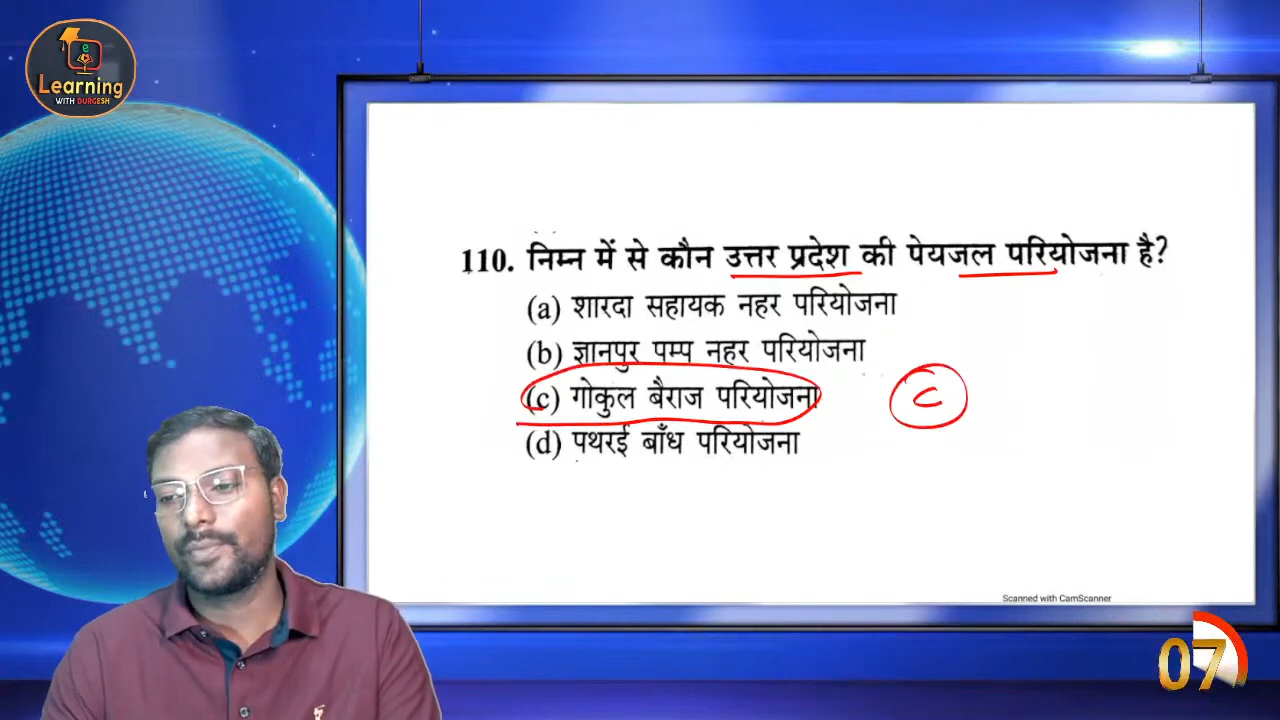 e
Learning
WITH DURGESH
110. निम्न में से कौन उत्तर प्रदेश की पेयजल परियोजना है?
(a) शारदा सहायक नहर परियोजना
(b) ज्ञानपुर पम्प नहर परियोजना
(c) गोकुल बैराज परियोजना
C
(d) पथरई बाँध परियोजना
Scanned with CamScanner
07